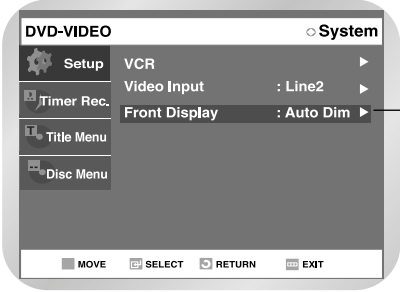 DVD-VIDEO System
Setup
VCR
Video Input : Line2
Timer Rec.
Front Display : Auto Dim
Title Menu
Disc Menu
MOVE SELECT RETURN EXIT